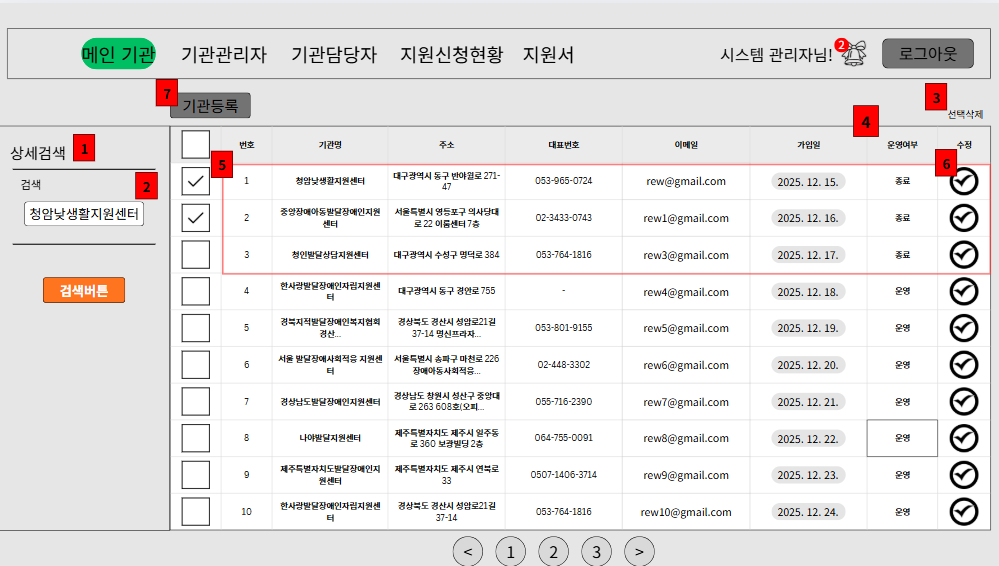 메인 기관 기관관리자 기관담당자 지원신청현황 지원서 시스템 관리자님! 2 로그아웃
7 기관등록 3 선택삭제
상세검색 1
검색 2
청암낮생활지원센터
검색버튼
번호 기관명 주소 대표번호 이메일 가입일 4 운영여부 수정
5 6
1 청암낮생활지원센터 대구광역시 동구 반야월로 271-
47 053-965-0724 rew@gmail.com 2025. 12. 15. 종료
2 중앙장애아동발달장애인지원
센터 서울특별시 영등포구 의사당대
로 22 이룸센터 7층 02-3433-0743 rew1@gmail.com 2025. 12. 16. 종료
3 청인발달상담지원센터 대구광역시 수성구 명덕로 384 053-764-1816 rew3@gmail.com 2025. 12. 17. 종료
4 한사랑발달장애인자립지원센
터 대구광역시 동구 경안로 755 - rew4@gmail.com 2025. 12. 18. 운영
5 경북지적발달장애인복지협회
경산... 경상북도 경산시 성암로21길
37-14 명신프라자... 053-801-9155 rew5@gmail.com 2025. 12. 19. 운영
6 서울 발달장애사회적응 지원센
터 서울특별시 송파구 마천로 226
장애아동사회적응... 02-448-3302 rew6@gmail.com 2025. 12. 20. 운영
7 경상남도발달장애인지원센터 경상남도 창원시 성산구 중앙대
로 263 608호(오피... 055-716-2390 rew7@gmail.com 2025. 12. 21. 운영
8 나아발달지원센터 제주특별자치도 제주시 일주동
로 360 보광빌딩 2층 064-755-0091 rew8@gmail.com 2025. 12. 22. 운영
9 제주특별자치도발달장애인지
원센터 제주특별자치도 제주시 연북로
33 0507-1406-3714 rew9@gmail.com 2025. 12. 23. 운영
10 한사랑발달장애인자립지원센
터 경상북도 경산시 성암로21길
37-14 053-764-1816 rew10@gmail.com 2025. 12. 24. 운영
< 1 2 3 >